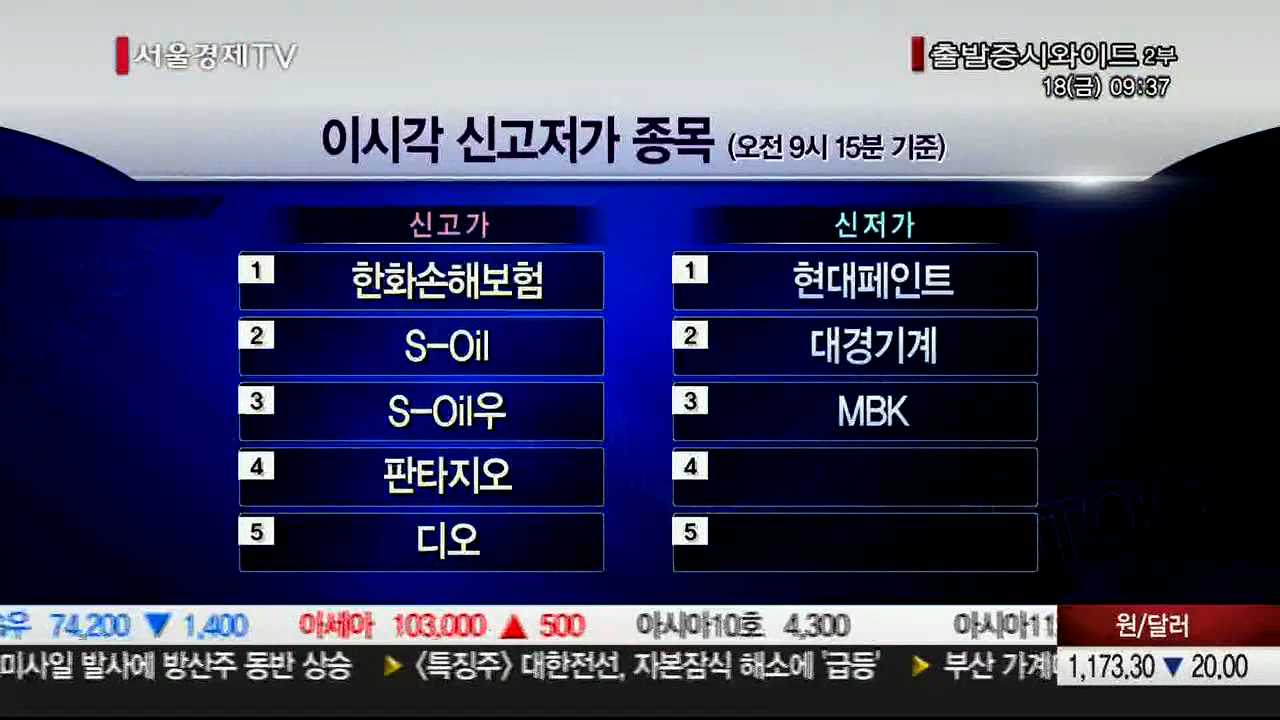 서울경제TV
출발증시와이드 2부
18(금) 09:37
이시각 신고저가 종목 (오전 9시 15분 기준)
신고가
1 한화손해보험
2 S-Oil
3 S-Oil우
4 판타지오
5 디오
신저가
1 현대페인트
2 대경기계
3 MBK
4
5
74,200 ▼ 1,400 아세아 103,000 ▲ 500 아시아10호 4,300 아시아11
원/달러
미사일 발사에 방산주 동반 상승 ▶ <특징주> 대한전선, 자본잠식 해소에 '급등' ▶ 부산
1,173.30 ▼ 20.00